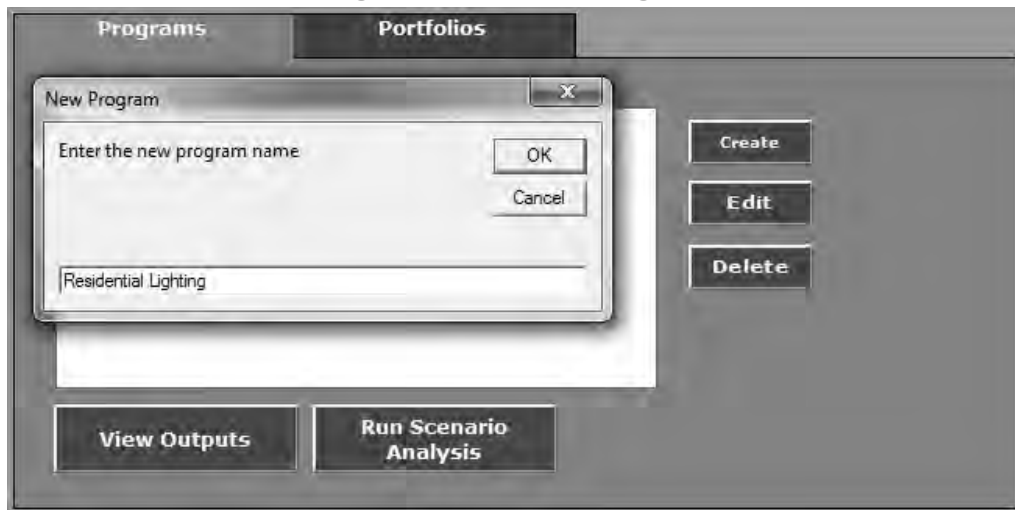 Programs
Portfolios
New Program
X
Enter the new program name
OK
Cancel
Residential Lighting
Create
Edit
Delete
View Outputs
Run Scenario
Analysis